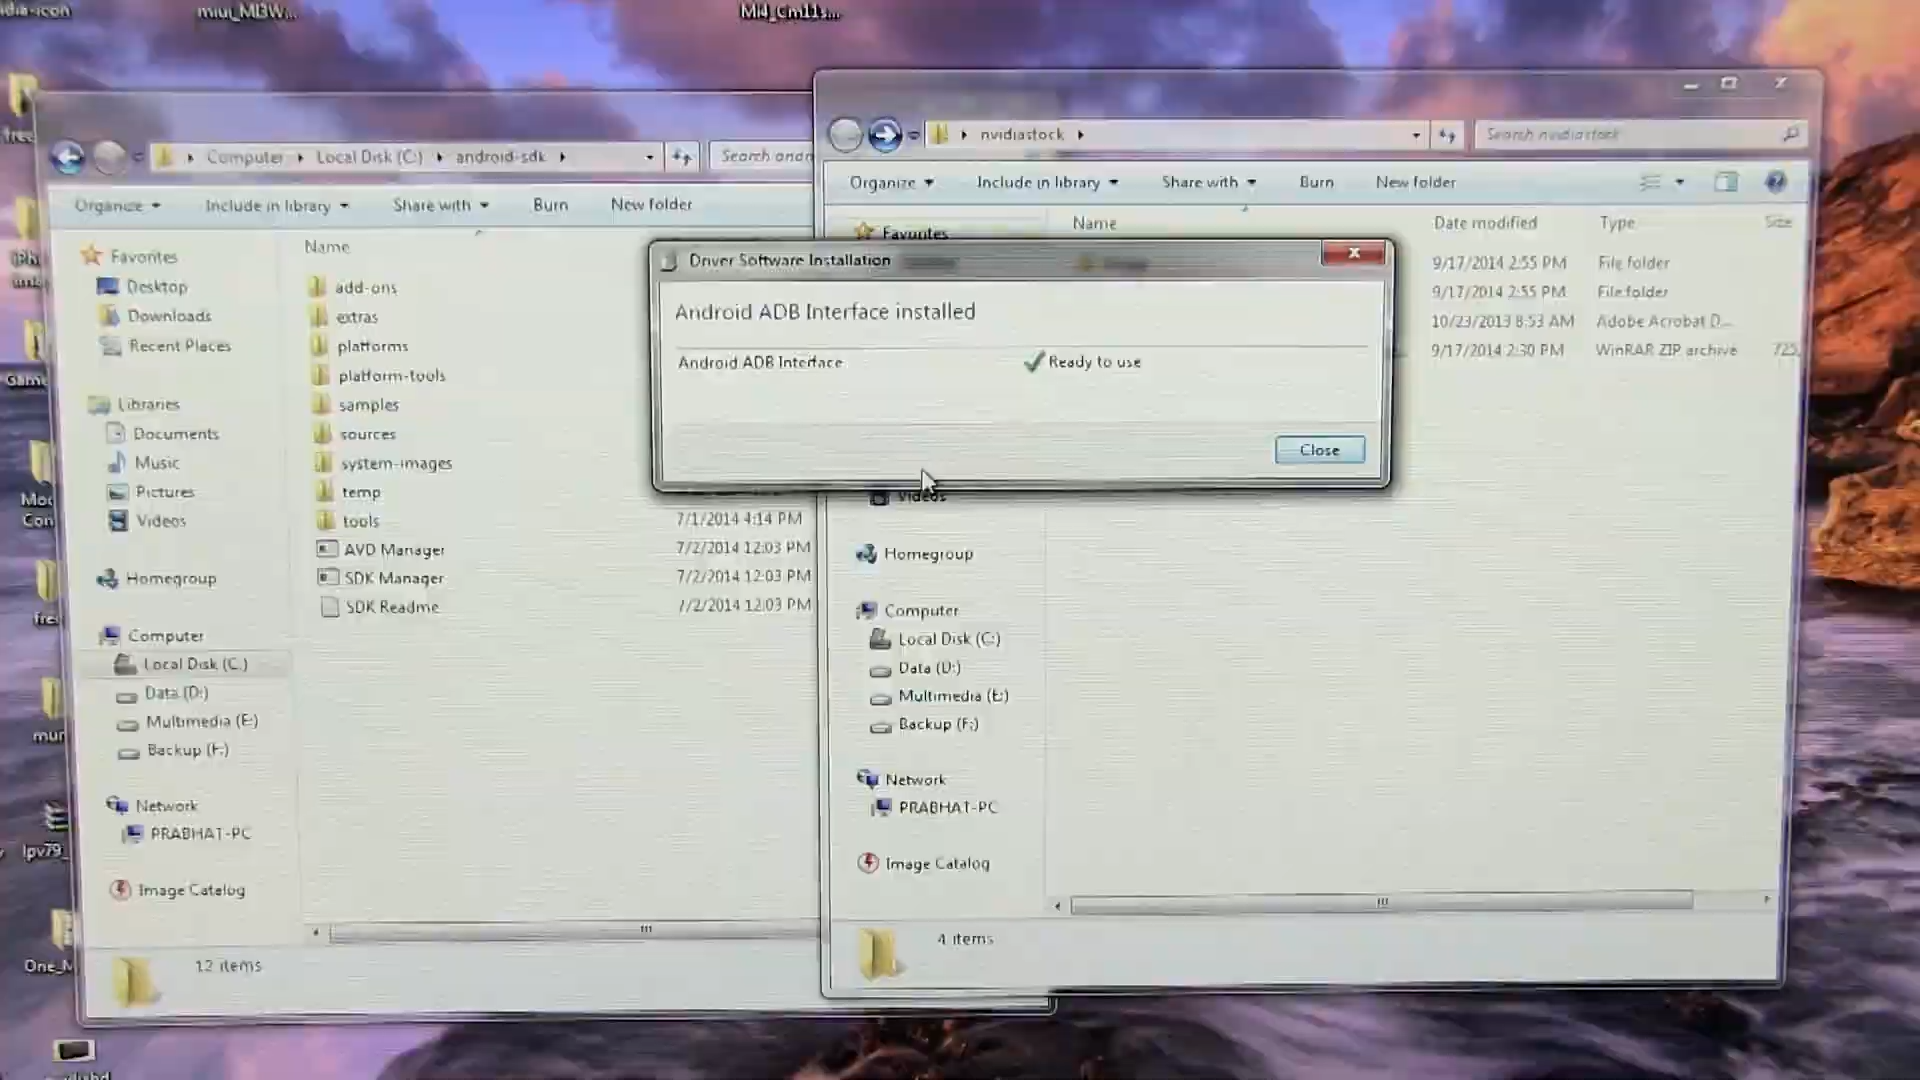 miui_MI3W...
MI4_Cm11s...
Computer
Local Disk (C:)
android-sdk
Organize
Include in library
Share with
Burn
New folder
Name
Favorites
Desktop
Downloads
Recent Places
Libraries
Documents
Music
Pictures
Videos
Homegroup
Computer
Local Disk (C:)
Data (D:)
Multimedia (E:)
Backup (F:)
Network
PRABHAT-PC
Image Catalog
add-ons
extras
platforms
platform-tools
samples
sources
system-images
temp
tools
7/1/2014 4:14 PM
AVD Manager
7/2/2014 12:03 PM
SDK Manager
7/2/2014 12:03 PM
SDK Readme
7/2/2014 12:03 PM
12 items
nvidiastock
Search nvidiastock
Organize
Include in library
Share with
Burn
New folder
Name
Date modified
Type
Size
Favorites
9/17/2014 2:55 PM
File folder
9/17/2014 2:55 PM
File folder
10/23/2013 8:53 AM
Adobe Acrobat D...
9/17/2014 2:30 PM
WinRAR ZIP archive
725,
Driver Software Installation
Android ADB Interface installed
Android ADB Interface
Ready to use
Close
Videos
Homegroup
Computer
Local Disk (C:)
Data (D:)
Multimedia (E:)
Backup (F:)
Network
PRABHAT-PC
Image Catalog
4 items